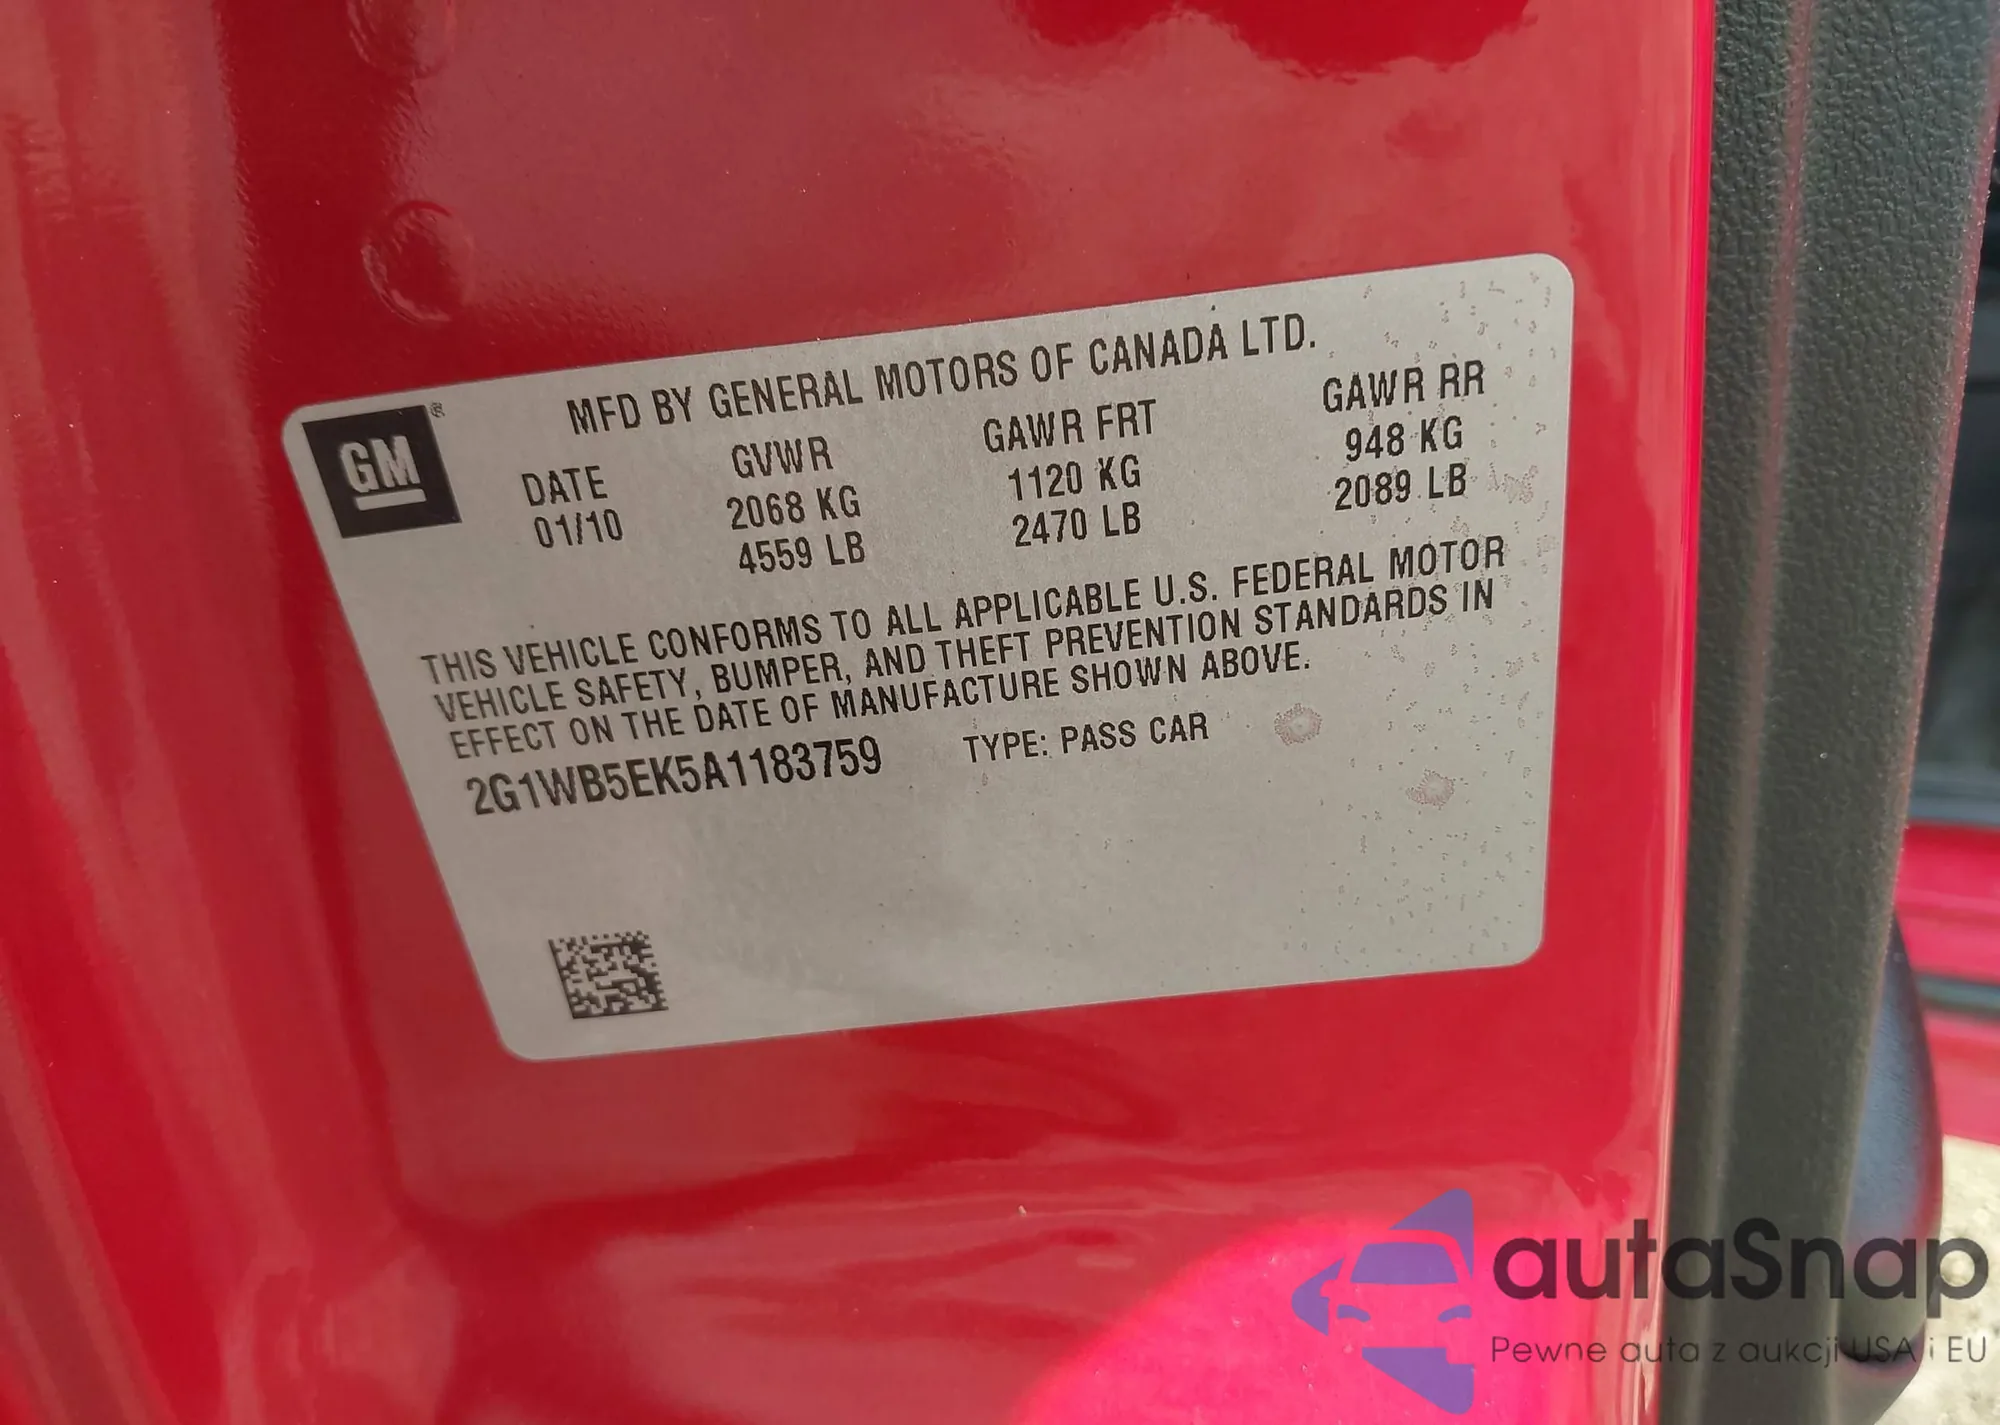 MFD BY GENERAL MOTORS OF CANADA LTD.
GM®
DATE GVWR GAWR FRT GAWR RR
01/10 2068 KG 1120 KG 948 KG
4559 LB 2470 LB 2089 LB
THIS VEHICLE CONFORMS TO ALL APPLICABLE U.S. FEDERAL MOTOR
VEHICLE SAFETY, BUMPER, AND THEFT PREVENTION STANDARDS IN
EFFECT ON THE DATE OF MANUFACTURE SHOWN ABOVE.
2G1WB5EK5A1183759 TYPE: PASS CAR
autaSnap
Pewne auta z aukcji USA i EU